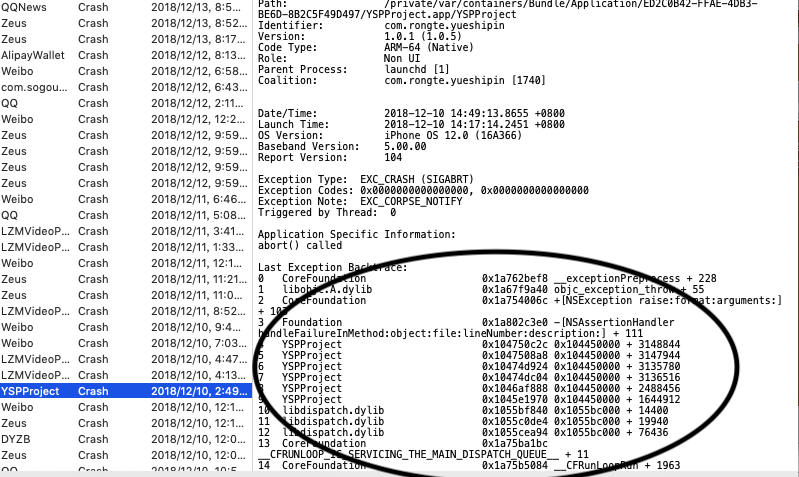 QQNews Crash 2018/12/13, 8:5...
Zeus Crash 2018/12/13, 8:52...
Zeus Crash 2018/12/13, 8:17...
AlipayWallet Crash 2018/12/12, 8:13...
Weibo Crash 2018/12/12, 6:58...
com.sogou... Crash 2018/12/12, 6:43...
QQ Crash 2018/12/12, 2:11...
Weibo Crash 2018/12/12, 12:2...
Zeus Crash 2018/12/12, 9:59...
Zeus Crash 2018/12/12, 9:59...
Zeus Crash 2018/12/12, 9:59...
Zeus Crash 2018/12/12, 9:59...
Weibo Crash 2018/12/11, 6:46...
QQ Crash 2018/12/11, 5:08...
LZMVideoP... Crash 2018/12/11, 3:41...
LZMVideoP... Crash 2018/12/11, 1:33...
Weibo Crash 2018/12/11, 12:1...
Zeus Crash 2018/12/11, 11:21...
Zeus Crash 2018/12/11, 11:0...
LZMVideoP... Crash 2018/12/11, 8:52...
Weibo Crash 2018/12/10, 9:4...
Weibo Crash 2018/12/10, 7:03...
LZMVideoP... Crash 2018/12/10, 4:47...
LZMVideoP... Crash 2018/12/10, 4:13...
YSPProject Crash 2018/12/10, 2:49...
Weibo Crash 2018/12/10, 12:1...
Zeus Crash 2018/12/10, 12:1...
DYZB Crash 2018/12/10, 12:0...
Zeus Crash 2018/12/10, 12:0...
QQ Crash 2018/12/10, 10:5...
Path: /private/var/containers/Bundle/Application/ED2C0B42-FFAE-4DB3-
BE6D-8B2C5F49D497/YSPProject.app/YSPProject
Identifier: com.rongte.yueshipin
Version: 1.0.1 (1.0.5)
Code Type: ARM-64 (Native)
Role: Non UI
Parent Process: launchd [1]
Coalition: com.rongte.yueshipin [1740]
Date/Time: 2018-12-10 14:49:13.8655 +0800
Launch Time: 2018-12-10 14:17:14.2451 +0800
OS Version: iPhone OS 12.0 (16A366)
Baseband Version: 5.00.00
Report Version: 104
Exception Type: EXC_CRASH (SIGABRT)
Exception Codes: 0x0000000000000000, 0x0000000000000000
Exception Note: EXC_CORPSE_NOTIFY
Triggered by Thread: 0
Application Specific Information:
abort() called
Last Exception Backtrace:
0 CoreFoundation 0x1a762bef8 __exceptionPreprocess + 228
1 libobjc.A.dylib 0x1a67f9a40 objc_exception_throw + 55
2 CoreFoundation 0x1a754006c +[NSException raise:format:arguments:]
3 Foundation 0x1a802c3e0 -[NSAssertionHandler
handleFailureInMethod:object:file:lineNumber:description:] + 111
4 YSPProject 0x104750c2c 0x104450000 + 3148844
5 YSPProject 0x1047508a8 0x104450000 + 3147944
6 YSPProject 0x10474d924 0x104450000 + 3135780
7 YSPProject 0x10474dc04 0x104450000 + 3136516
8 YSPProject 0x1046af888 0x104450000 + 2488456
9 YSPProject 0x1045e1970 0x104450000 + 1644912
10 libdispatch.dylib 0x1055bf840 0x1055bc000 + 14400
11 libdispatch.dylib 0x1055c0de4 0x1055bc000 + 19940
12 libdispatch.dylib 0x1055cea94 0x1055bc000 + 76436
13 CoreFoundation 0x1a75ba1bc
__CFRUNLOOP_IS_SERVICING_THE_MAIN_DISPATCH_QUEUE__ + 11
14 CoreFoundation 0x1a75b5084 __CFRunLoopRun + 1963